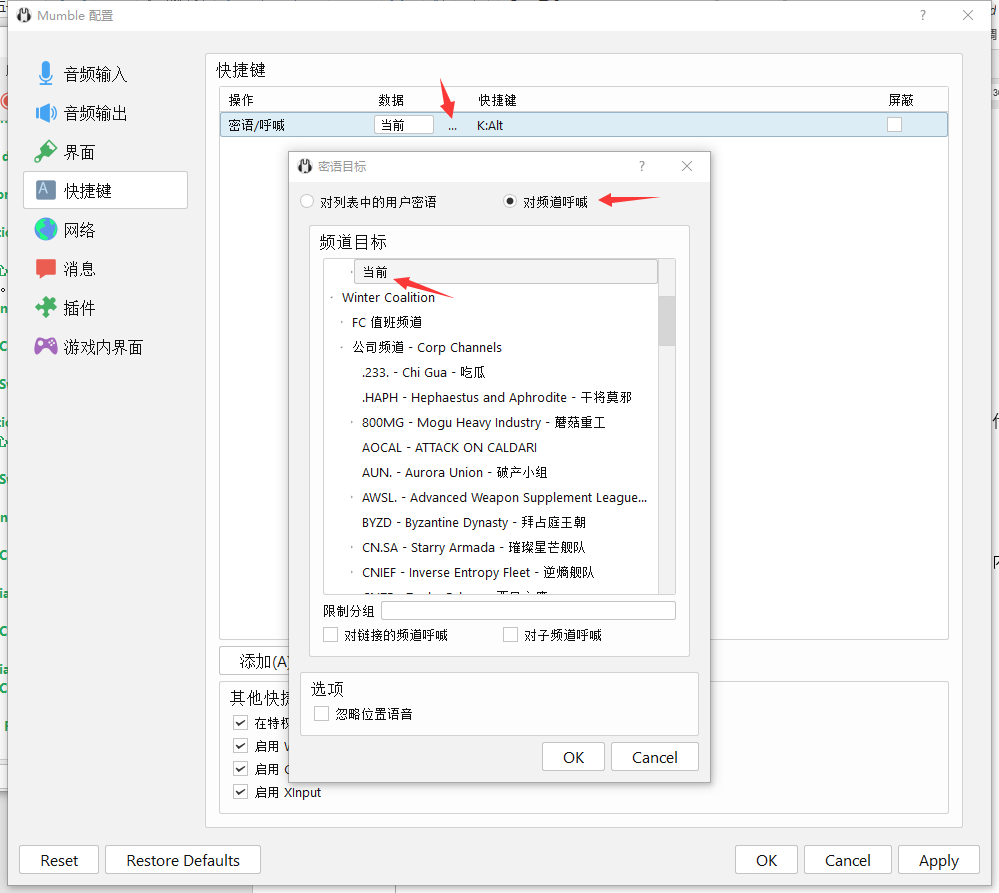 Mumble 配置
音频输入
音频输出
界面
快捷键
网络
消息
插件
游戏内界面
快捷键
操作 数据 快捷键 屏蔽
密语/呼喊 当前 ... K:Alt
密语目标
对列表中的用户密语 对频道呼喊
频道目标
当前
Winter Coalition
FC 值班频道
公司频道 - Corp Channels
.233. - Chi Gua - 吃瓜
.HAPH - Hephaestus and Aphrodite - 干将莫邪
800MG - Mogu Heavy Industry - 蘑菇重工
AOCAL - ATTACK ON CALDARI
AUN. - Aurora Union - 破产小组
AWSL. - Advanced Weapon Supplement League...
BYZD - Byzantine Dynasty - 拜占庭王朝
CN.SA - Starry Armada - 璀璨星芒舰队
CNIEF - Inverse Entropy Fleet - 逆熵舰队
限制分组
对链接的频道呼喊 对子频道呼喊
选项
忽略位置语音
OK Cancel
添加(A)
其他快捷
在特权
启用
启用
启用 XInput
Reset Restore Defaults OK Cancel Apply